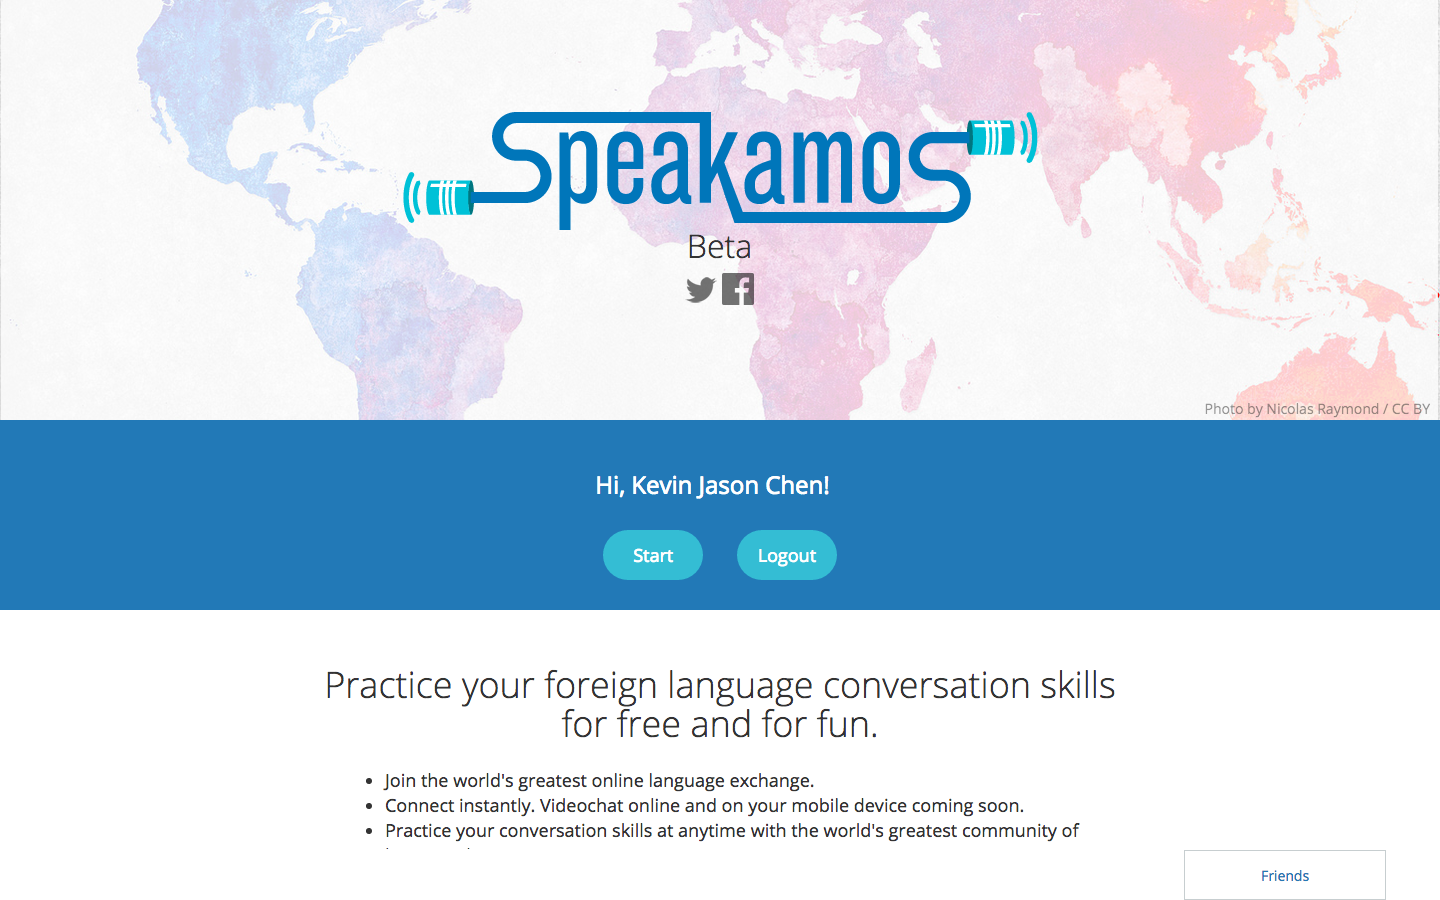 Speakamos
Beta
Photo by Nicolas Raymond / CC BY
Hi, Kevin Jason Chen!
Start
Logout
Practice your foreign language conversation skills
for free and for fun.
• Join the world's greatest online language exchange.
• Connect instantly. Videochat online and on your mobile device coming soon.
• Practice your conversation skills at anytime with the world's greatest community of
Friends